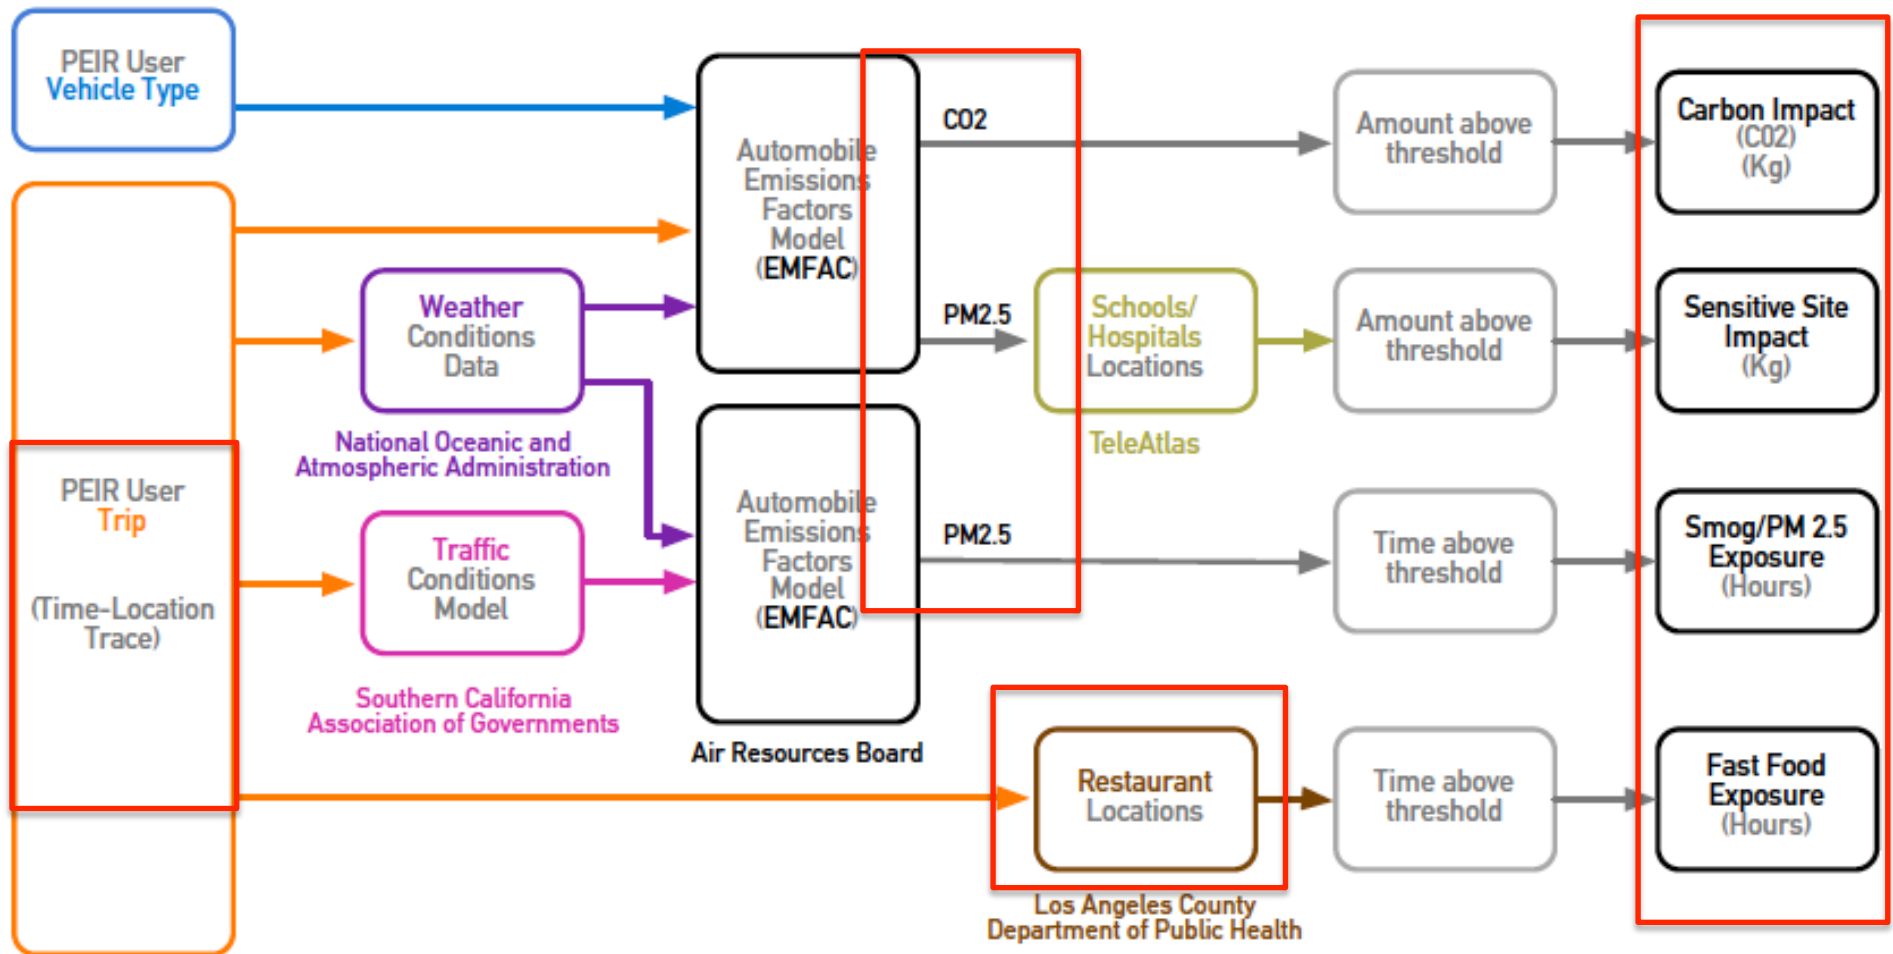 PEIR User
Vehicle Type
PEIR User
Trip
(Time-Location
Trace)
Weather
Conditions
Data
National Oceanic and
Atmospheric Administration
Traffic
Conditions
Model
Southern California
Association of Governments
Automobile
Emissions
Factors
Model
(EMFAC)
Automobile
Emissions
Factors
Model
(EMFAC)
Air Resources Board
CO2
PM2.5
PM2.5
Schools/
Hospitals
Locations
TeleAtlas
Restaurant
Locations
Los Angeles County
Department of Public Health
Amount above
threshold
Amount above
threshold
Time above
threshold
Time above
threshold
Carbon Impact
(C02)
(Kg)
Sensitive Site
Impact
(Kg)
Smog/PM 2.5
Exposure
(Hours)
Fast Food
Exposure
(Hours)